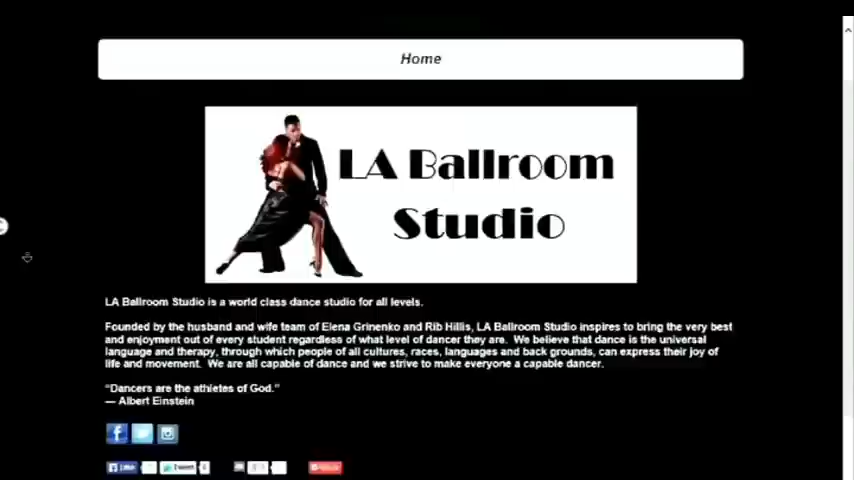 Home
LA Ballroom
Studio
LA Ballroom Studio is a world class dance studio for all levels.
Founded by the husband and wife team of Elena Grinenko and Rib Hillis, LA Ballroom Studio inspires to bring the very best
and enjoyment out of every student regardless of what level of dancer they are. We believe that dance is the universal
language and therapy, through which people of all cultures, races, languages and back grounds, can express their joy of
life and movement. We are all capable of dance and we strive to make everyone a capable dancer.
“Dancers are the athletes of God.”
— Albert Einstein
Like Tweet